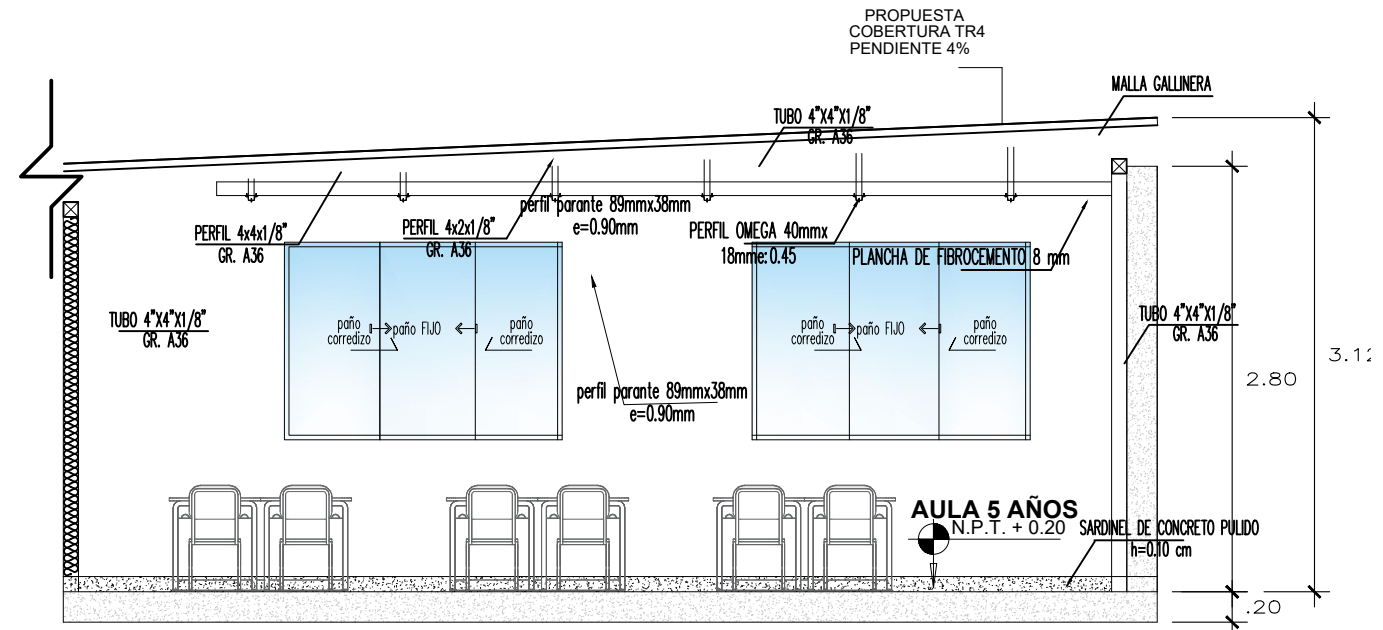 PROPUESTA
COBERTURA TR4
PENDIENTE 4%
MALLA GALLINERA
TUBO 4"X4"X1/8"
GR. A36
perfil parante 89mmx38mm
e=0.90mm
PERFIL 4x4x1/8"
GR. A36
PERFIL 4x2x1/8"
GR. A36
PERFIL OMEGA 40mmx
18mme:0.45
PLANCHA DE FIBROCEMENTO 8 mm
TUBO 4"X4"X1/8"
GR. A36
paño
corredizo
paño FIJO
paño
corredizo
paño
corredizo
paño FIJO
paño
corredizo
TUBO 4"X4"X1/8"
GR. A36
2.80
3.12
perfil parante 89mmx38mm
e=0.90mm
AULA 5 AÑOS
N.P.T. + 0.20
SARDINEL DE CONCRETO PULIDO
h=0.10 cm
.20